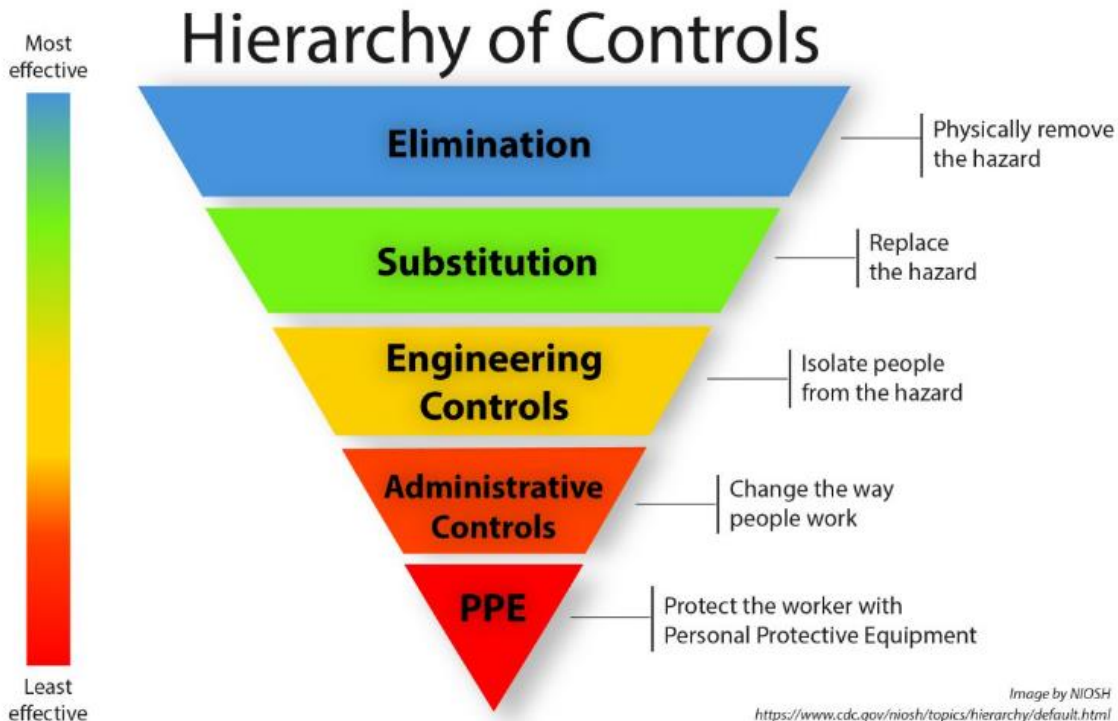 Hierarchy of Controls
Most
effective
Elimination
Physically remove
the hazard
Substitution
Replace
the hazard
Engineering
Controls
Isolate people
from the hazard
Administrative
Controls
Change the way
people work
PPE
Protect the worker with
Personal Protective Equipment
Least
effective
Image by NIOSH
https://www.cdc.gov/niosh/topics/hierarchy/default.html